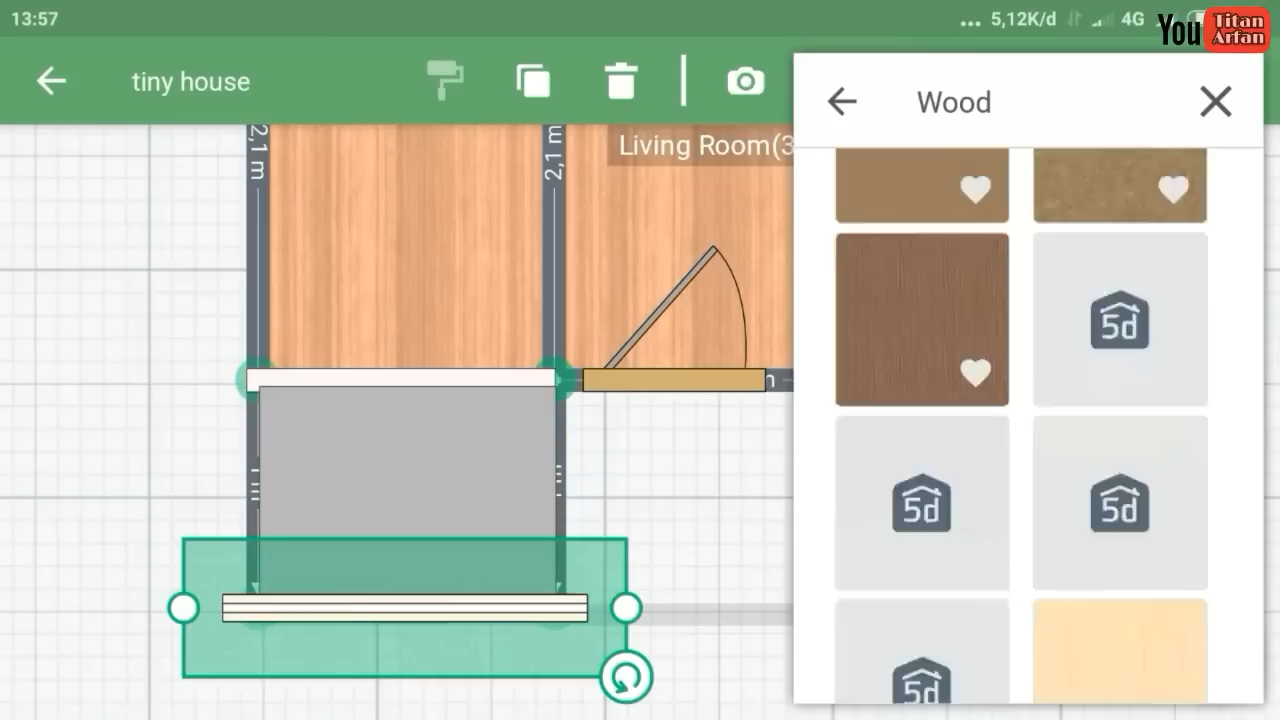 13:57
... 5,12K/d 4G
You Titan
Arfan
tiny house
Wood
2,1 m
2,1 m
Living Room(3
5d
5d
5d
5d